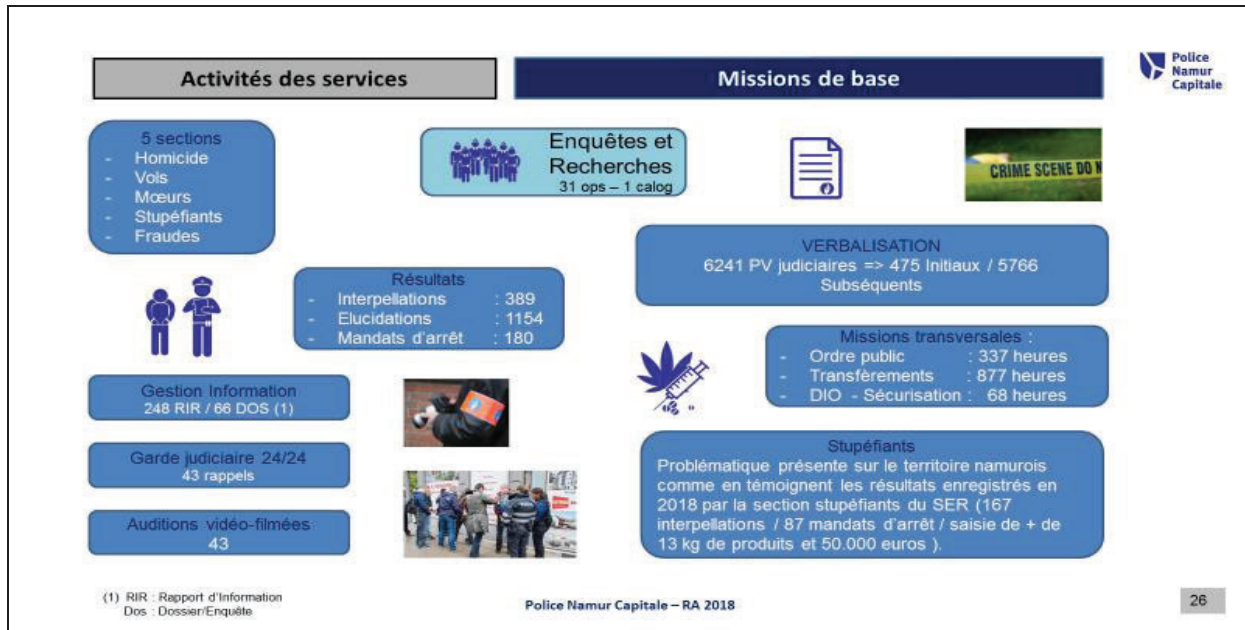 Activités des services
Missions de base
Police
Namur
Capitale
5 sections
- Homicide
- Vols
- Mœurs
- Stupéfiants
- Fraudes
Enquêtes et
Recherches
31 ops – 1 calog
CRIME SCENE DO N
VERBALISATION
6241 PV judiciaires => 475 Initiaux / 5766
Subséquents
Résultats
- Interpellations : 389
- Elucidations : 1154
- Mandats d'arrêt : 180
Missions transversales :
- Ordre public : 337 heures
- Transfèrements : 877 heures
- DIO - Sécurisation : 68 heures
Gestion Information
248 RIR / 66 DOS (1)
Garde judiciaire 24/24
43 rappels
Auditions vidéo-filmées
43
Stupéfiants
Problématique présente sur le territoire namurois
comme en témoignent les résultats enregistrés en
2018 par la section stupéfiants du SER (167
interpellations / 87 mandats d'arrêt / saisie de + de
13 kg de produits et 50.000 euros ).
(1) RIR : Rapport d'Information
Dos : Dossier/Enquête
Police Namur Capitale – RA 2018
26